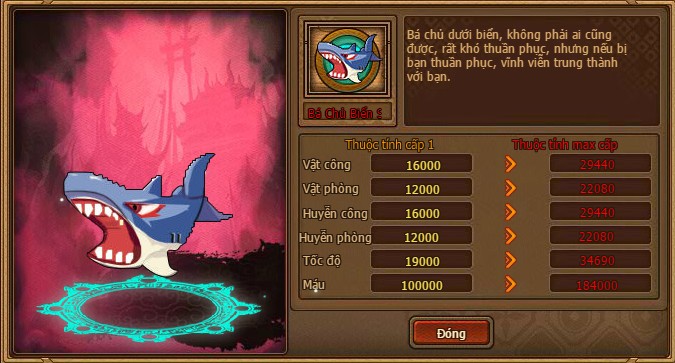 Bá chủ dưới biển, không phải ai cũng
được, rất khó thuần phục, nhưng nếu bị
bạn thuần phục, vĩnh viễn trung thành
với bạn.
Bá Chủ Biển S
Thuộc tính cấp 1 Thuộc tính max cấp
Vật công 16000 29440
Vật phòng 12000 22080
Huyễn công 16000 29440
Huyễn phòng 12000 22080
Tốc độ 19000 34690
Máu 100000 184000
Đóng